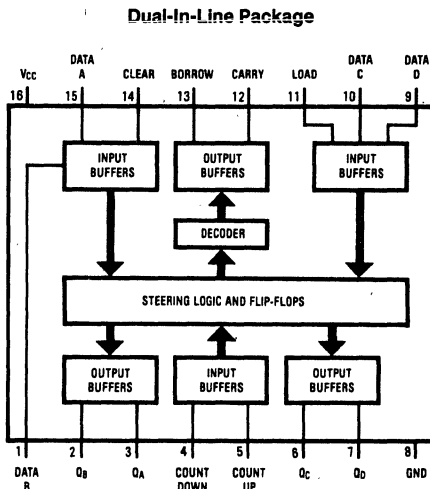 Dual-In-Line Package
DATA DATA DATA
VCC A CLEAR BORROW CARRY LOAD C D
16 15 14 13 12 11 10 9
INPUT BUFFERS
OUTPUT BUFFERS
INPUT BUFFERS
DECODER
STEERING LOGIC AND FLIP-FLOPS
OUTPUT BUFFERS
INPUT BUFFERS
OUTPUT BUFFERS
1 2 3 4 5 6 7 8
DATA QB QA COUNT COUNT QC QD GND
B DOWN UP